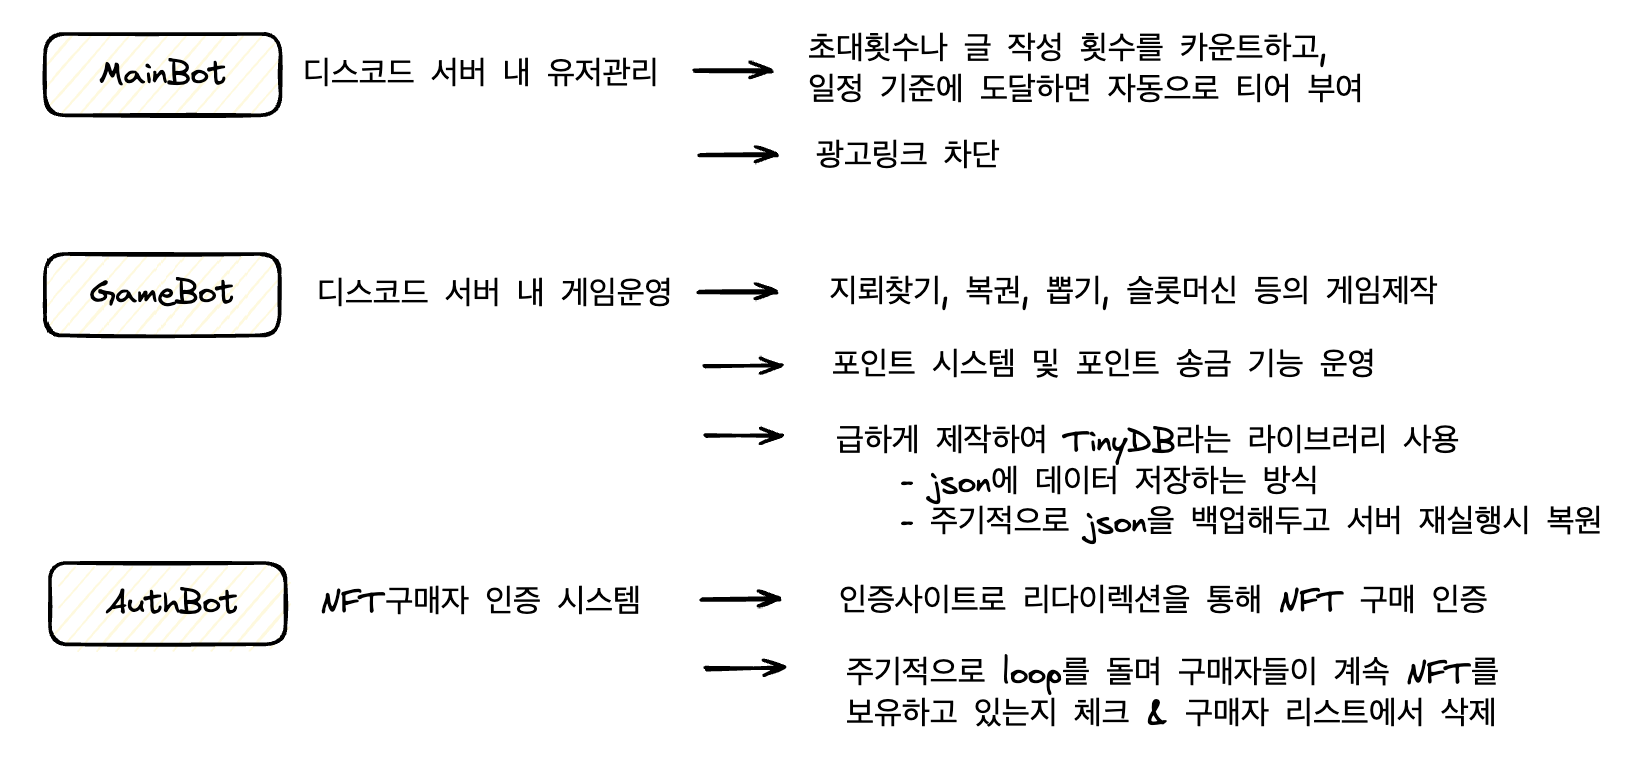 MainBot 디스코드 서버 내 유저관리
초대횟수나 글 작성 횟수를 카운트하고,
일정 기준에 도달하면 자동으로 티어 부여
광고링크 차단
GameBot 디스코드 서버 내 게임운영 지뢰찾기, 복권, 뽑기, 슬롯머신 등의 게임제작
포인트 시스템 및 포인트 송금 기능 운영
급하게 제작하여 TinyDB라는 라이브러리 사용
- json에 데이터 저장하는 방식
- 주기적으로 json을 백업해두고 서버 재실행시 복원
AuthBot NFT구매자 인증 시스템 인증사이트로 리다이렉션을 통해 NFT 구매 인증
주기적으로 loop를 돌며 구매자들이 계속 NFT를
보유하고 있는지 체크 & 구매자 리스트에서 삭제